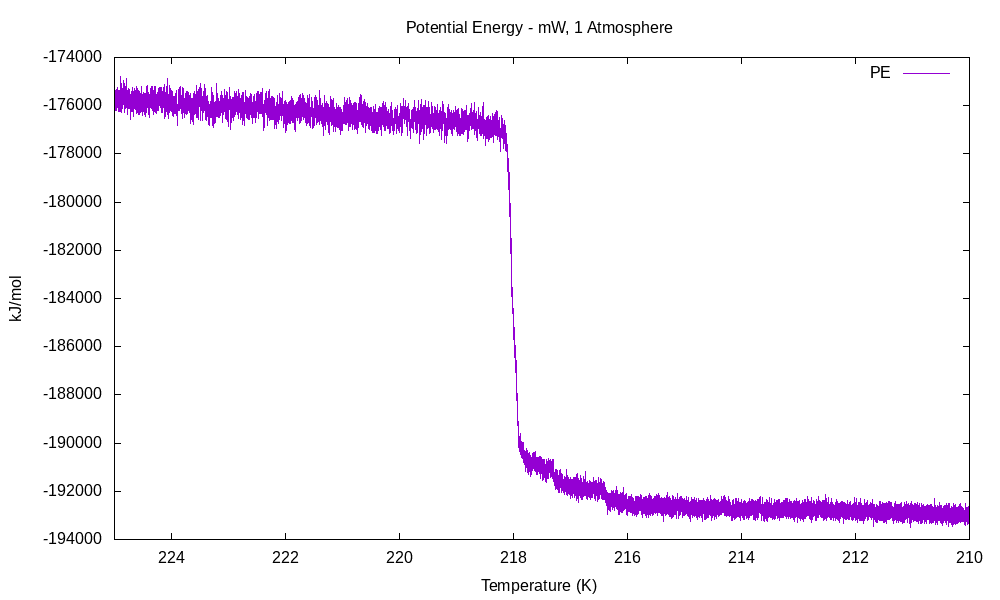 Potential Energy - mW, 1 Atmosphere
PE
-174000
-176000
-178000
-180000
-182000
-184000
-186000
-188000
-190000
-192000
-194000
kJ/mol
224 222 220 218 216 214 212 210
Temperature (K)